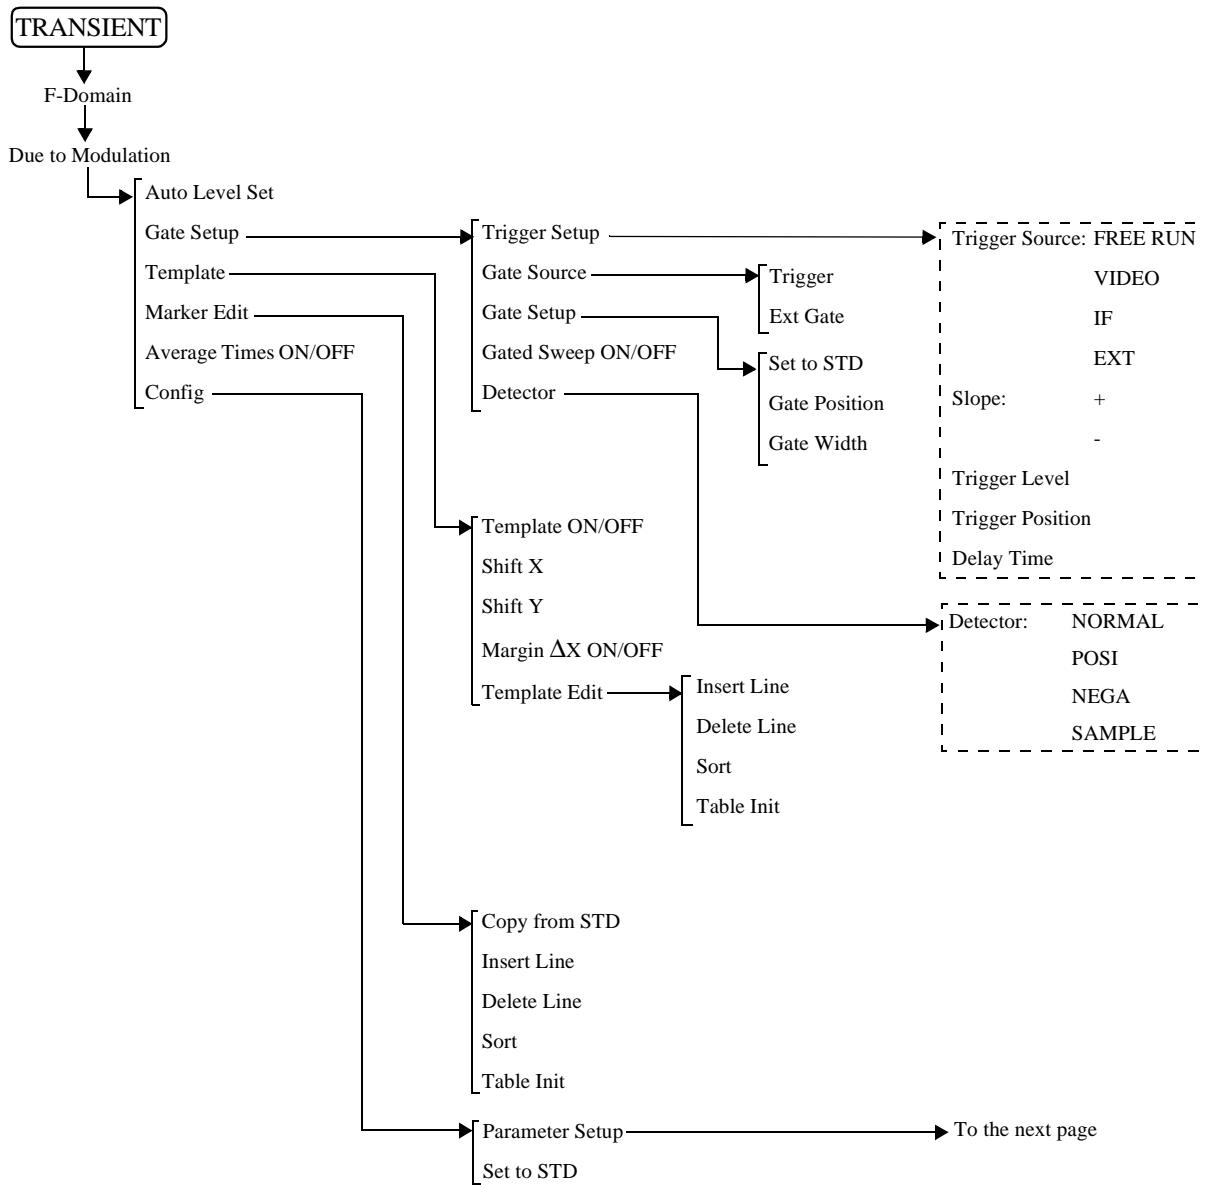 TRANSIENT
F-Domain
Due to Modulation
Auto Level Set
Gate Setup
Template
Marker Edit
Average Times ON/OFF
Config
Trigger Setup
Gate Source
Gate Setup
Gated Sweep ON/OFF
Detector
Trigger
Ext Gate
Set to STD
Gate Position
Gate Width
Trigger Source: FREE RUN
VIDEO
IF
EXT
Slope: +
-
Trigger Level
Trigger Position
Delay Time
Detector: NORMAL
POSI
NEGA
SAMPLE
Template ON/OFF
Shift X
Shift Y
Margin ΔX ON/OFF
Template Edit
Insert Line
Delete Line
Sort
Table Init
Copy from STD
Insert Line
Delete Line
Sort
Table Init
Parameter Setup
Set to STD
To the next page